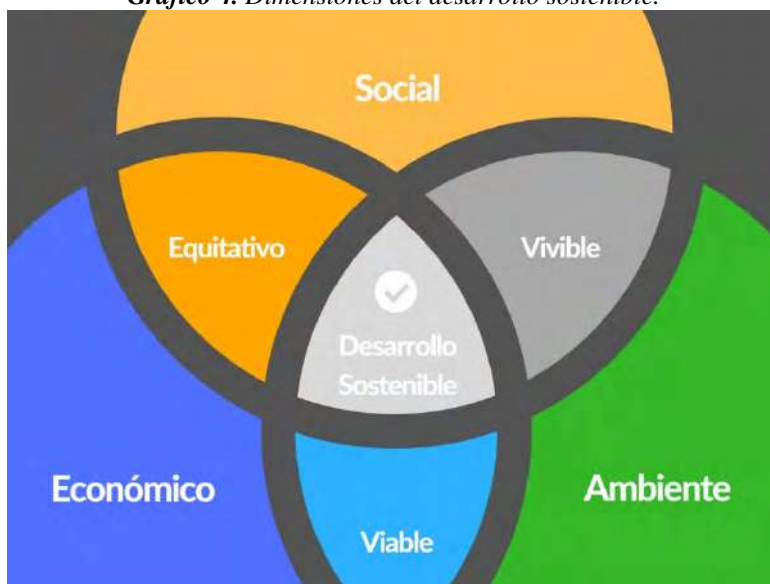 Gráfico 4. Dimensiones del desarrollo sostenible.
Social
Equitativo
Vivible
Desarrollo
Sostenible
Económico
Ambiente
Viable